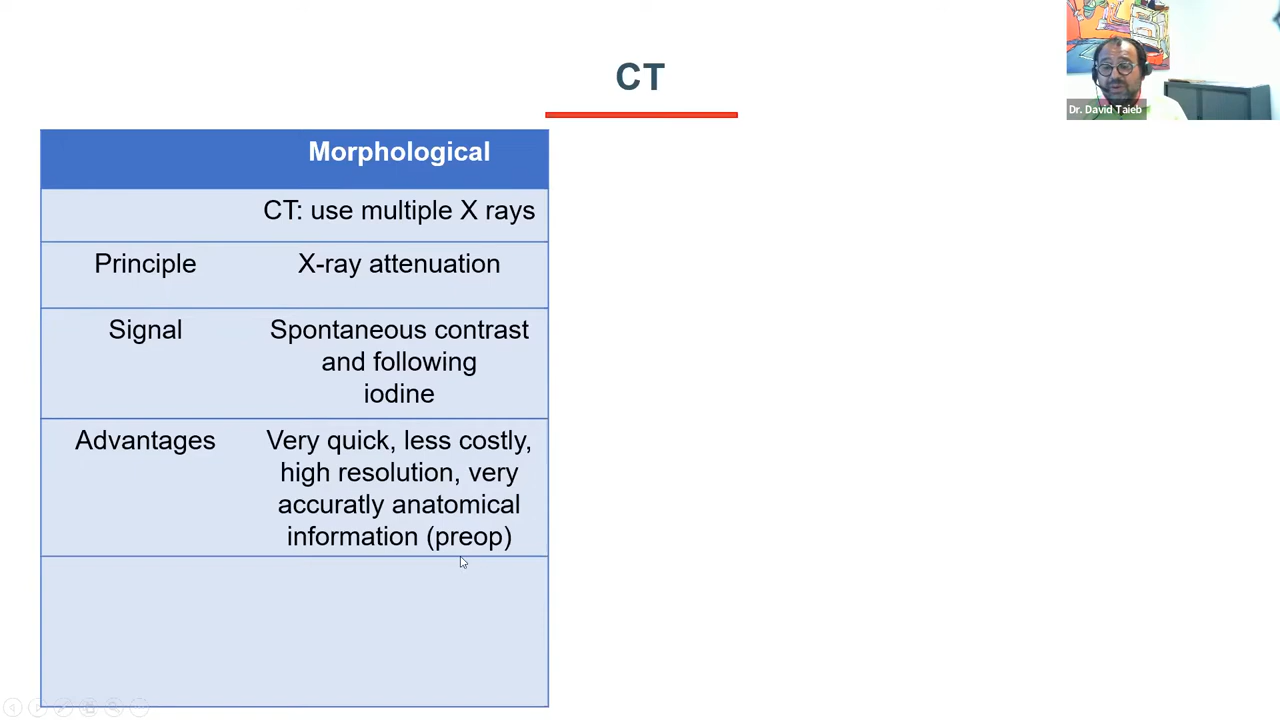 CT
Dr. David Taieb
Morphological
CT: use multiple X rays
Principle
X-ray attenuation
Signal
Spontaneous contrast
and following
iodine
Advantages
Very quick, less costly,
high resolution, very
accuratly anatomical
information (preop)